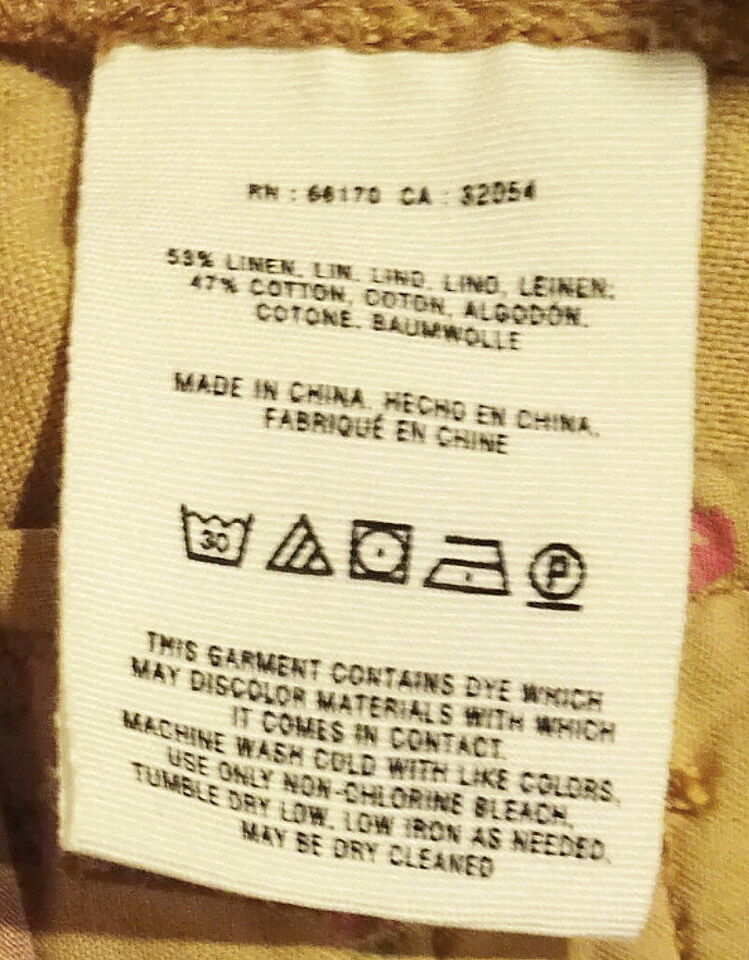 RN : 66170 CA : 32054
53% LINEN, LIN, LINO, LINO, LEINEN;
47% COTTON, COTON, ALGODÓN,
COTONE, BAUMWOLLE
MADE IN CHINA, HECHO EN CHINA,
FABRIQUÉ EN CHINE
30 P
THIS GARMENT CONTAINS DYE WHICH
MAY DISCOLOR MATERIALS WITH WHICH
IT COMES IN CONTACT.
MACHINE WASH COLD WITH LIKE COLORS.
USE ONLY NON-CHLORINE BLEACH.
TUMBLE DRY LOW. LOW IRON AS NEEDED.
MAY BE DRY CLEANED